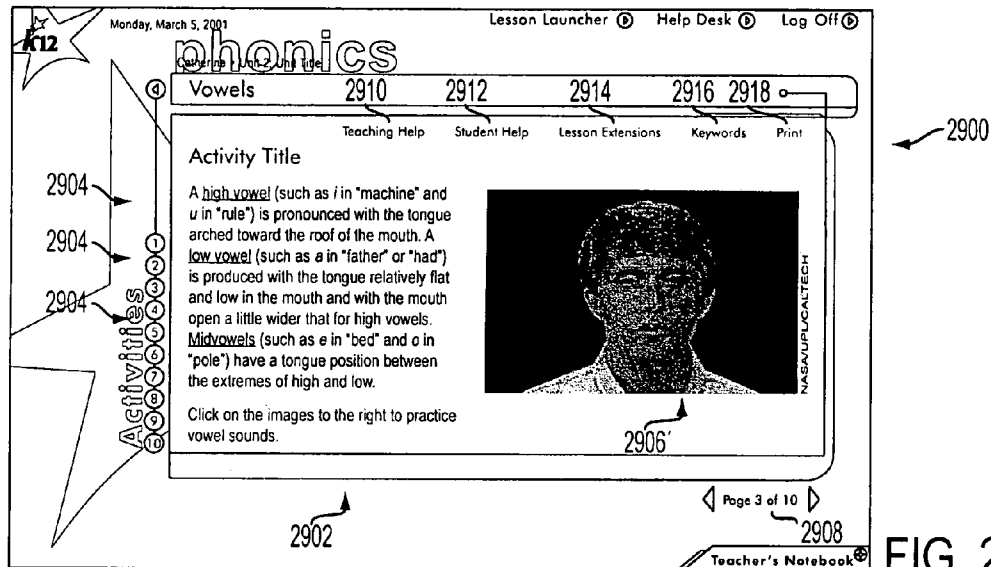 k12
Monday, March 5, 2001
Lesson Launcher
Help Desk
Log Off
phonics
Catherine • Unit 2, Unit Title
Vowels
2910
2912
2914
2916
2918
Teaching Help
Student Help
Lesson Extensions
Keywords
Print
2900
Activity Title
A high vowel (such as i in "machine" and
u in "rule") is pronounced with the tongue
arched toward the roof of the mouth. A
low vowel (such as a in "father" or "had")
is produced with the tongue relatively flat
and low in the mouth and with the mouth
open a little wider that for high vowels.
Midvowels (such as e in "bed" and o in
"pole") have a tongue position between
the extremes of high and low.
Click on the images to the right to practice
vowel sounds.
NASA/UPL/CALTECH
2906'
2904
2904
2904
Activities
1
2
3
4
5
6
7
8
9
10
2902
Page 3 of 10
2908
Teacher's Notebook
FIG. 2